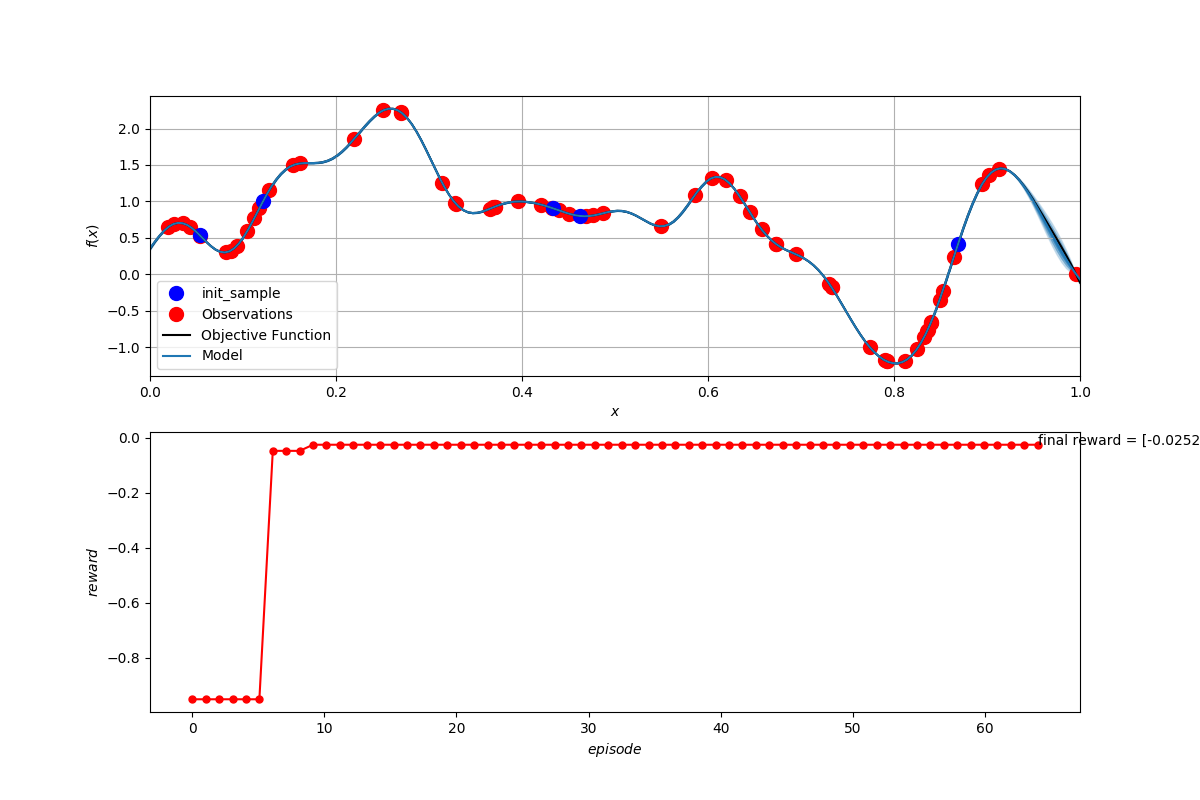 2.0
1.5
1.0
0.5
0.0
−0.5
−1.0
f(x)
init_sample
Observations
Objective Function
Model
0.0 0.2 0.4 0.6 0.8 1.0
x
0.0
−0.2
−0.4
−0.6
−0.8
reward
final reward = [-0.0252
0 10 20 30 40 50 60
episode